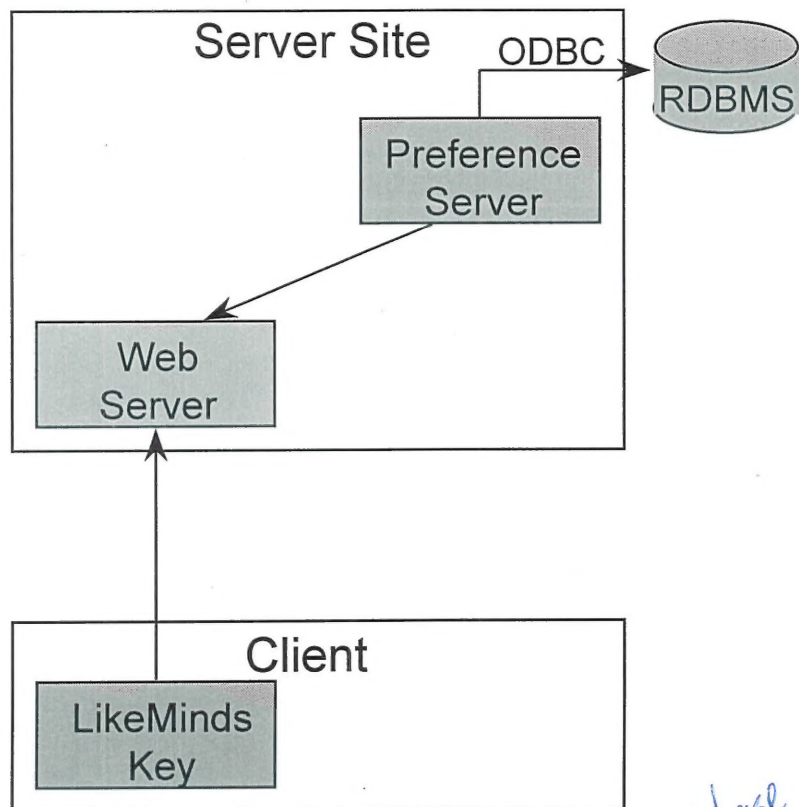 Server Site
ODBC
RDBMS
Preference
Server
Web
Server
Client
LikeMinds
Key